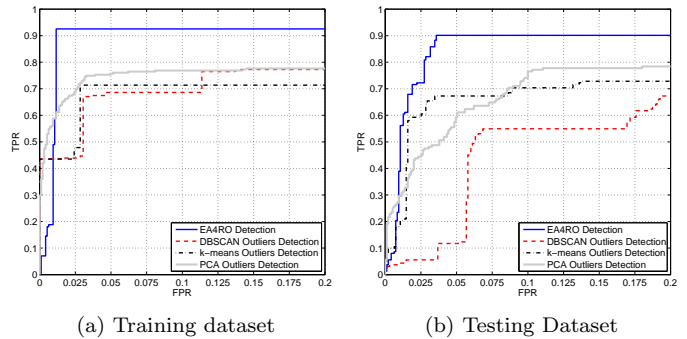 1
0.9
0.8
0.7
0.6
0.5
0.4
0.3
0.2
0.1
0
TPR
0 0.025 0.05 0.075 0.1 0.125 0.15 0.175 0.2
FPR
EA4RO Detection
DBSCAN Outliers Detection
k-means Outliers Detection
PCA Outliers Detection
(a) Training dataset
1
0.9
0.8
0.7
0.6
0.5
0.4
0.3
0.2
0.1
0
TPR
0 0.025 0.05 0.075 0.1 0.125 0.15 0.175 0.2
FPR
EA4RO Detection
DBSCAN Outliers Detection
k-means Outliers Detection
PCA Outliers Detection
(b) Testing Dataset